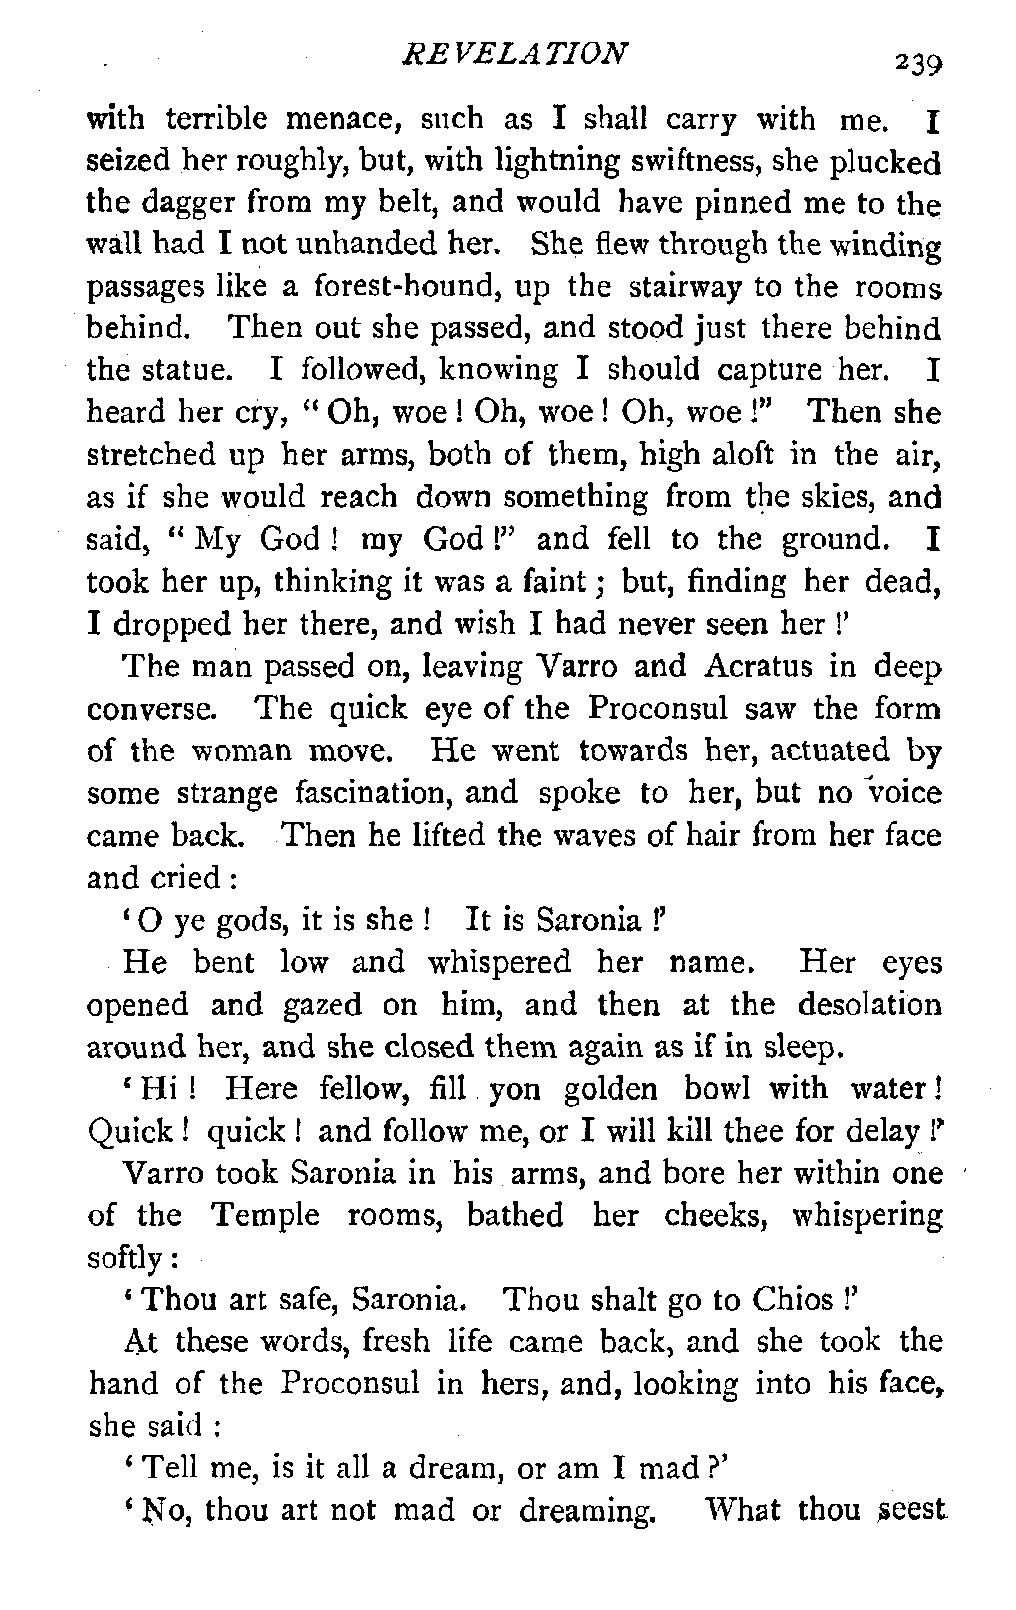 REVELATION 239
with terrible menace, such as I shall carry with me. I
seized her roughly, but, with lightning swiftness, she plucked
the dagger from my belt, and would have pinned me to the
wall had I not unhanded her. She flew through the winding
passages like a forest-hound, up the stairway to the rooms
behind. Then out she passed, and stood just there behind
the statue. I followed, knowing I should capture her. I
heard her cry, "Oh, woe! Oh, woe! Oh, woe!" Then she
stretched up her arms, both of them, high aloft in the air,
as if she would reach down something from the skies, and
said, "My God! my God!" and fell to the ground. I
took her up, thinking it was a faint; but, finding her dead,
I dropped her there, and wish I had never seen her!'
The man passed on, leaving Varro and Acratus in deep
converse. The quick eye of the Proconsul saw the form
of the woman move. He went towards her, actuated by
some strange fascination, and spoke to her, but no voice
came back. Then he lifted the waves of hair from her face
and cried:
'O ye gods, it is she! It is Saronia!'
He bent low and whispered her name. Her eyes
opened and gazed on him, and then at the desolation
around her, and she closed them again as if in sleep.
'Hi! Here fellow, fill yon golden bowl with water!
Quick! quick! and follow me, or I will kill thee for delay!'
Varro took Saronia in his arms, and bore her within one
of the Temple rooms, bathed her cheeks, whispering
softly:
'Thou art safe, Saronia. Thou shalt go to Chios!'
At these words, fresh life came back, and she took the
hand of the Proconsul in hers, and, looking into his face,
she said:
'Tell me, is it all a dream, or am I mad?'
'No, thou art not mad or dreaming. What thou seest